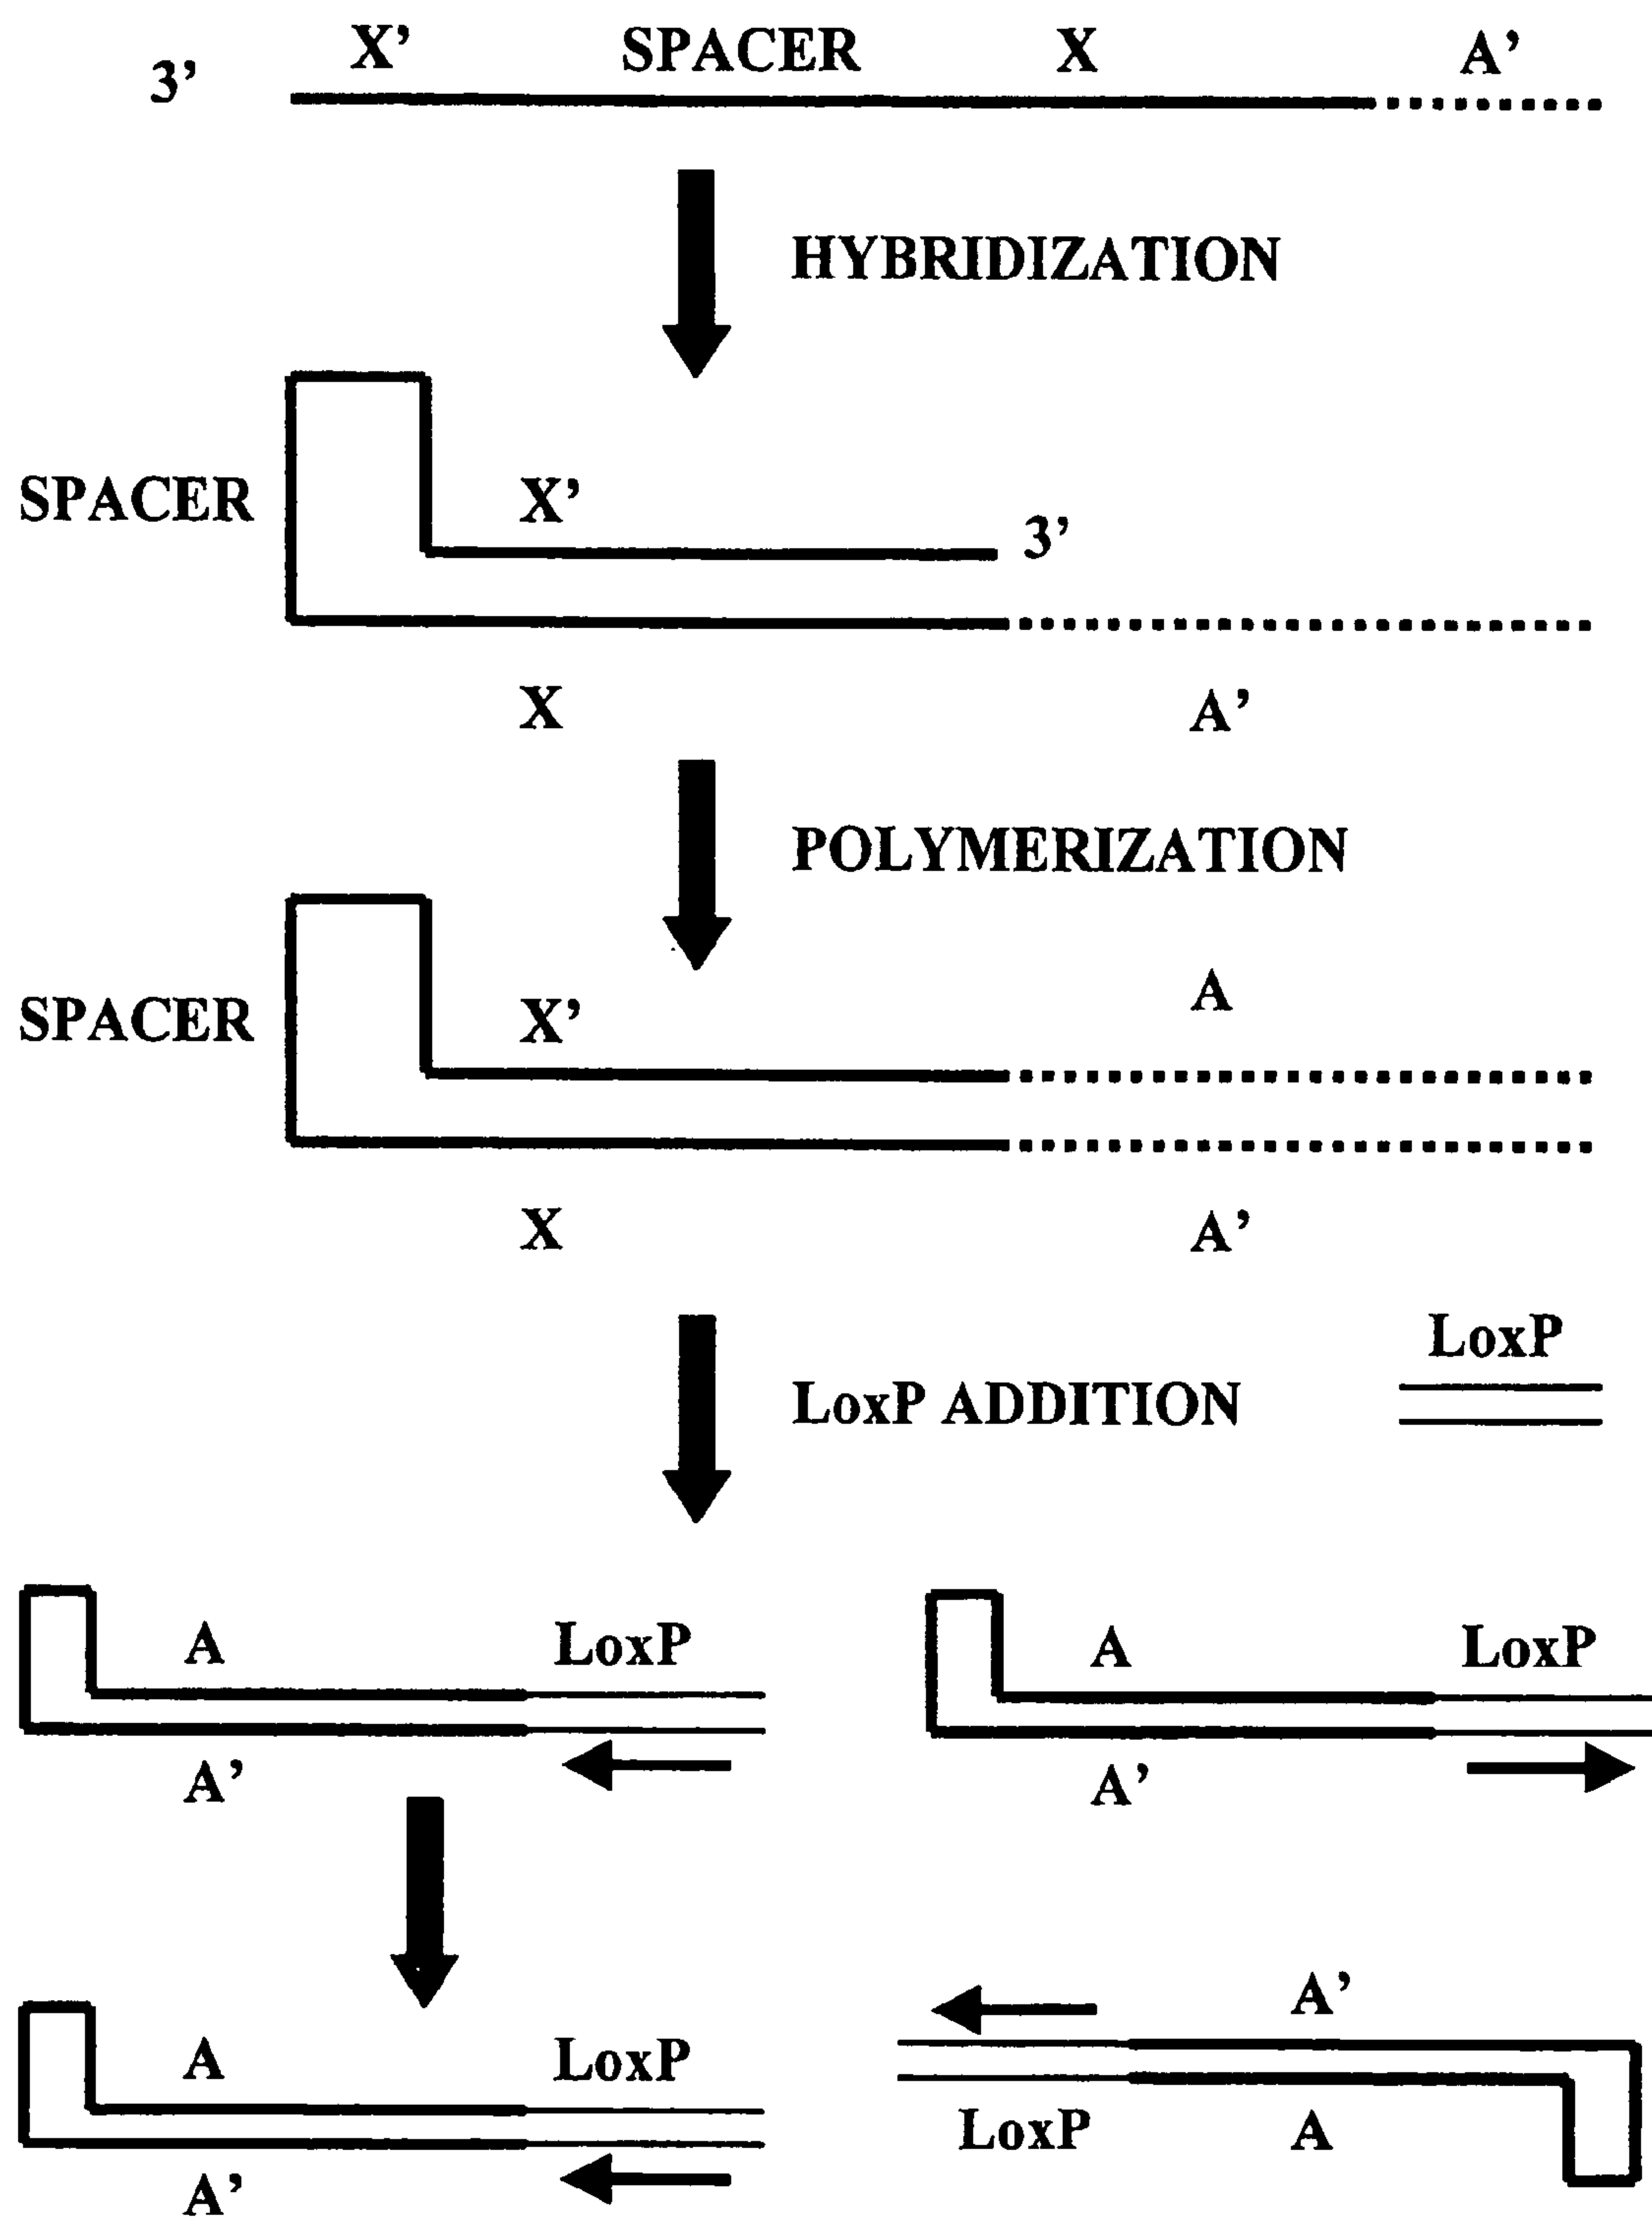 3’ X’ SPACER X A’
HYBRIDIZATION
SPACER X’ 3’
X A’
POLYMERIZATION
A
SPACER X’
X A’
LoxP
LoxP ADDITION
A LoxP A LoxP
A’ A’
A’
A LoxP
LoxP A
A’